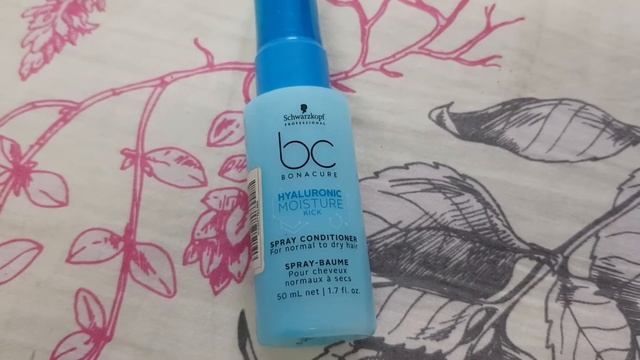 Schwarzkopf
PROFESSIONAL
bc
BONACURE
HYALURONIC
MOISTURE
KICK
SPRAY CONDITIONER
For normal to dry hair
SPRAY-BAUME
Pour cheveux
normaux à secs
50 mL net | 1.7 fl. oz.